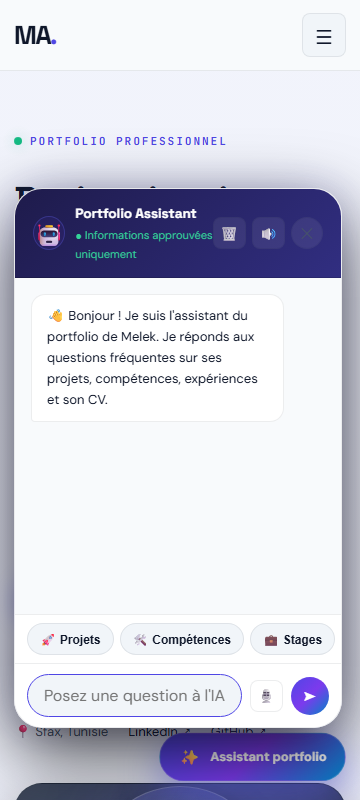 MA.
PORTFOLIO PROFESSIONNEL
Portfolio Assistant
● Informations approuvées
uniquement
👋 Bonjour ! Je suis l'assistant du
portfolio de Melek. Je réponds aux
questions fréquentes sur ses
projets, compétences, expériences
et son CV.
🚀 Projets 🛠️ Compétences 💼 Stages
Posez une question à l'IA
📍 Sfax, Tunisie LinkedIn ↗ GitHub ↗
✨ Assistant portfolio